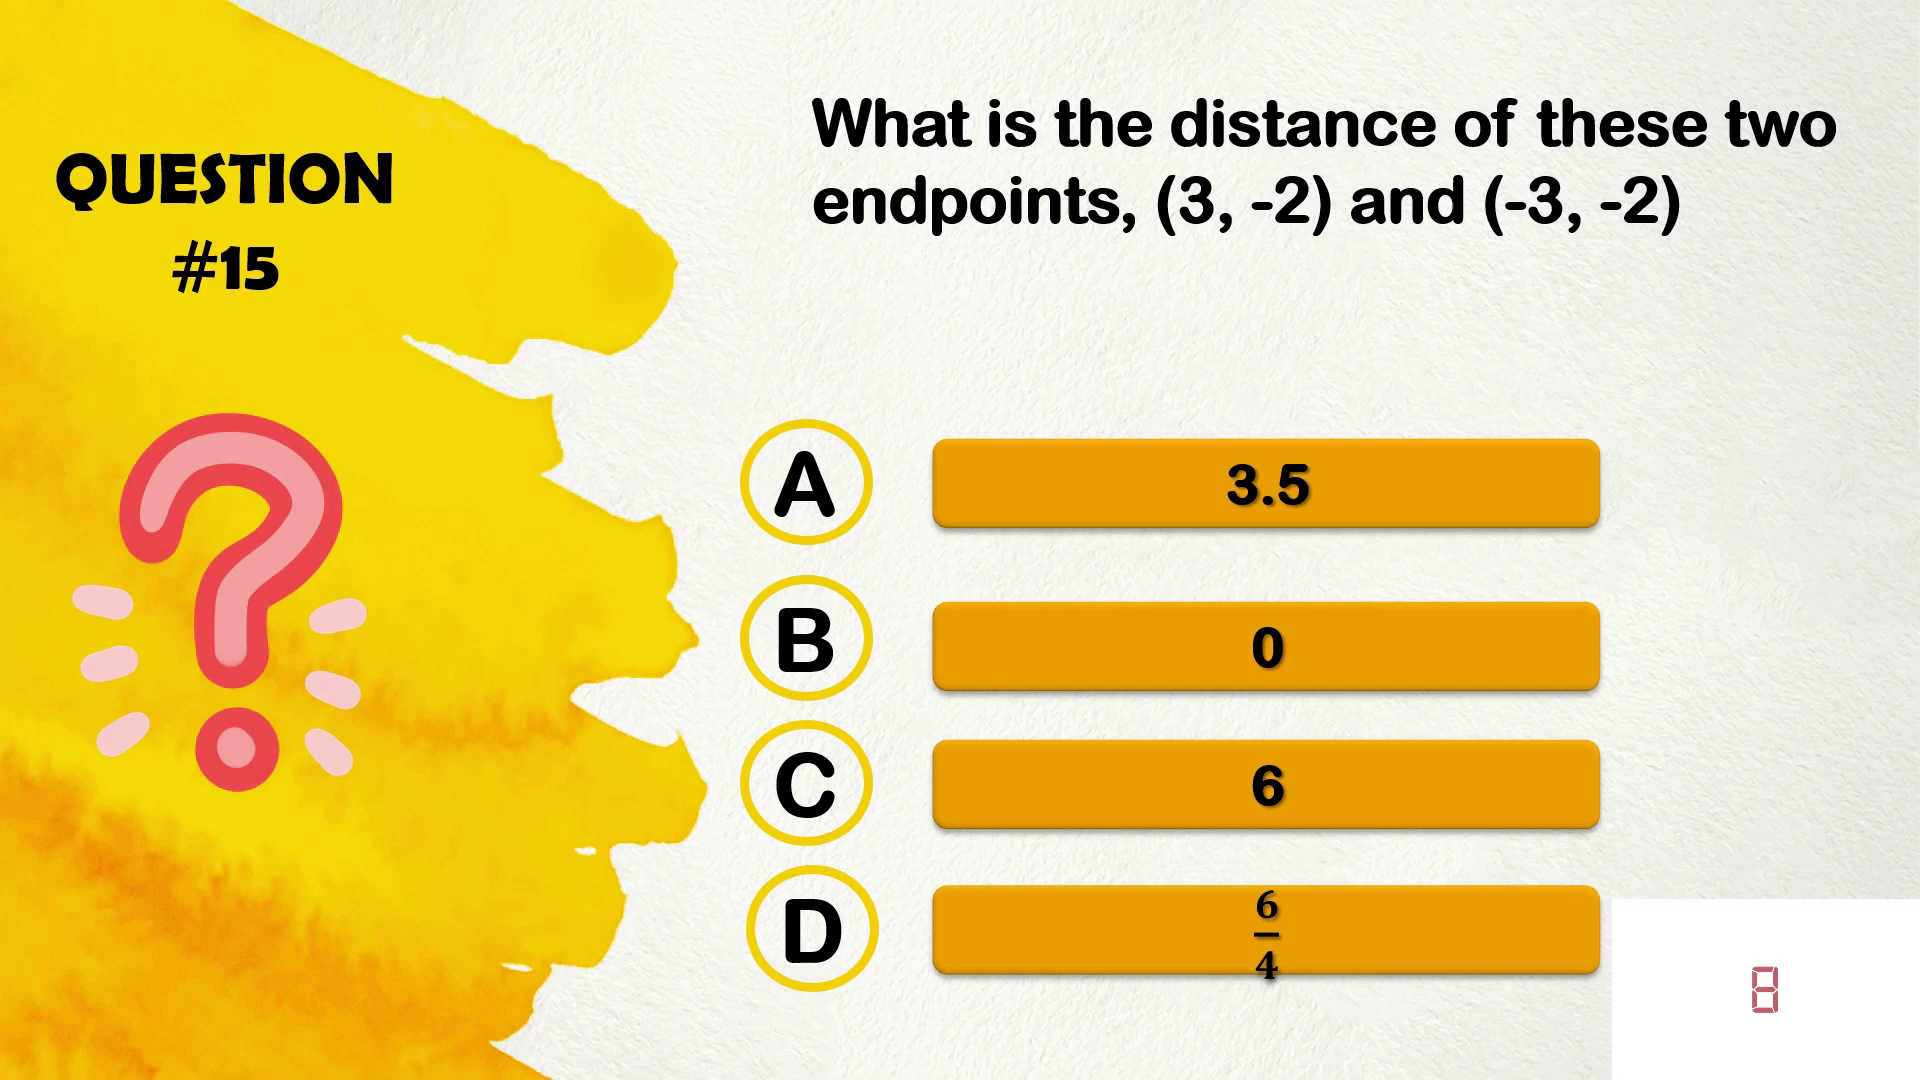 QUESTION
#15
What is the distance of these two
endpoints, (3, -2) and (-3, -2)
A
3.5
B
0
C
6
D
6
4
8